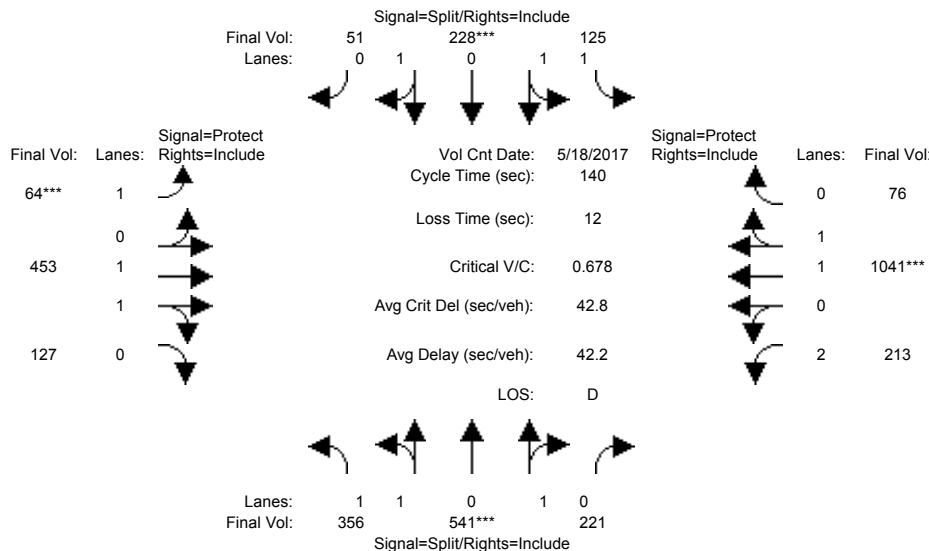 Signal=Split/Rights=Include
Final Vol: 51 228*** 125
Lanes: 0 1 0 1 1
Signal=Protect Signal=Protect
Final Vol: Lanes: Rights=Include Vol Cnt Date: 5/18/2017 Rights=Include Lanes: Final Vol:
Cycle Time (sec): 140
64*** 1 0 76
Loss Time (sec): 12
0 1
453 1 Critical V/C: 0.678 1 1041***
1 Avg Crit Del (sec/veh): 42.8 0
127 0 Avg Delay (sec/veh): 42.2 2 213
LOS: D
Lanes: 1 1 0 1 0
Final Vol: 356 541*** 221
Signal=Split/Rights=Include